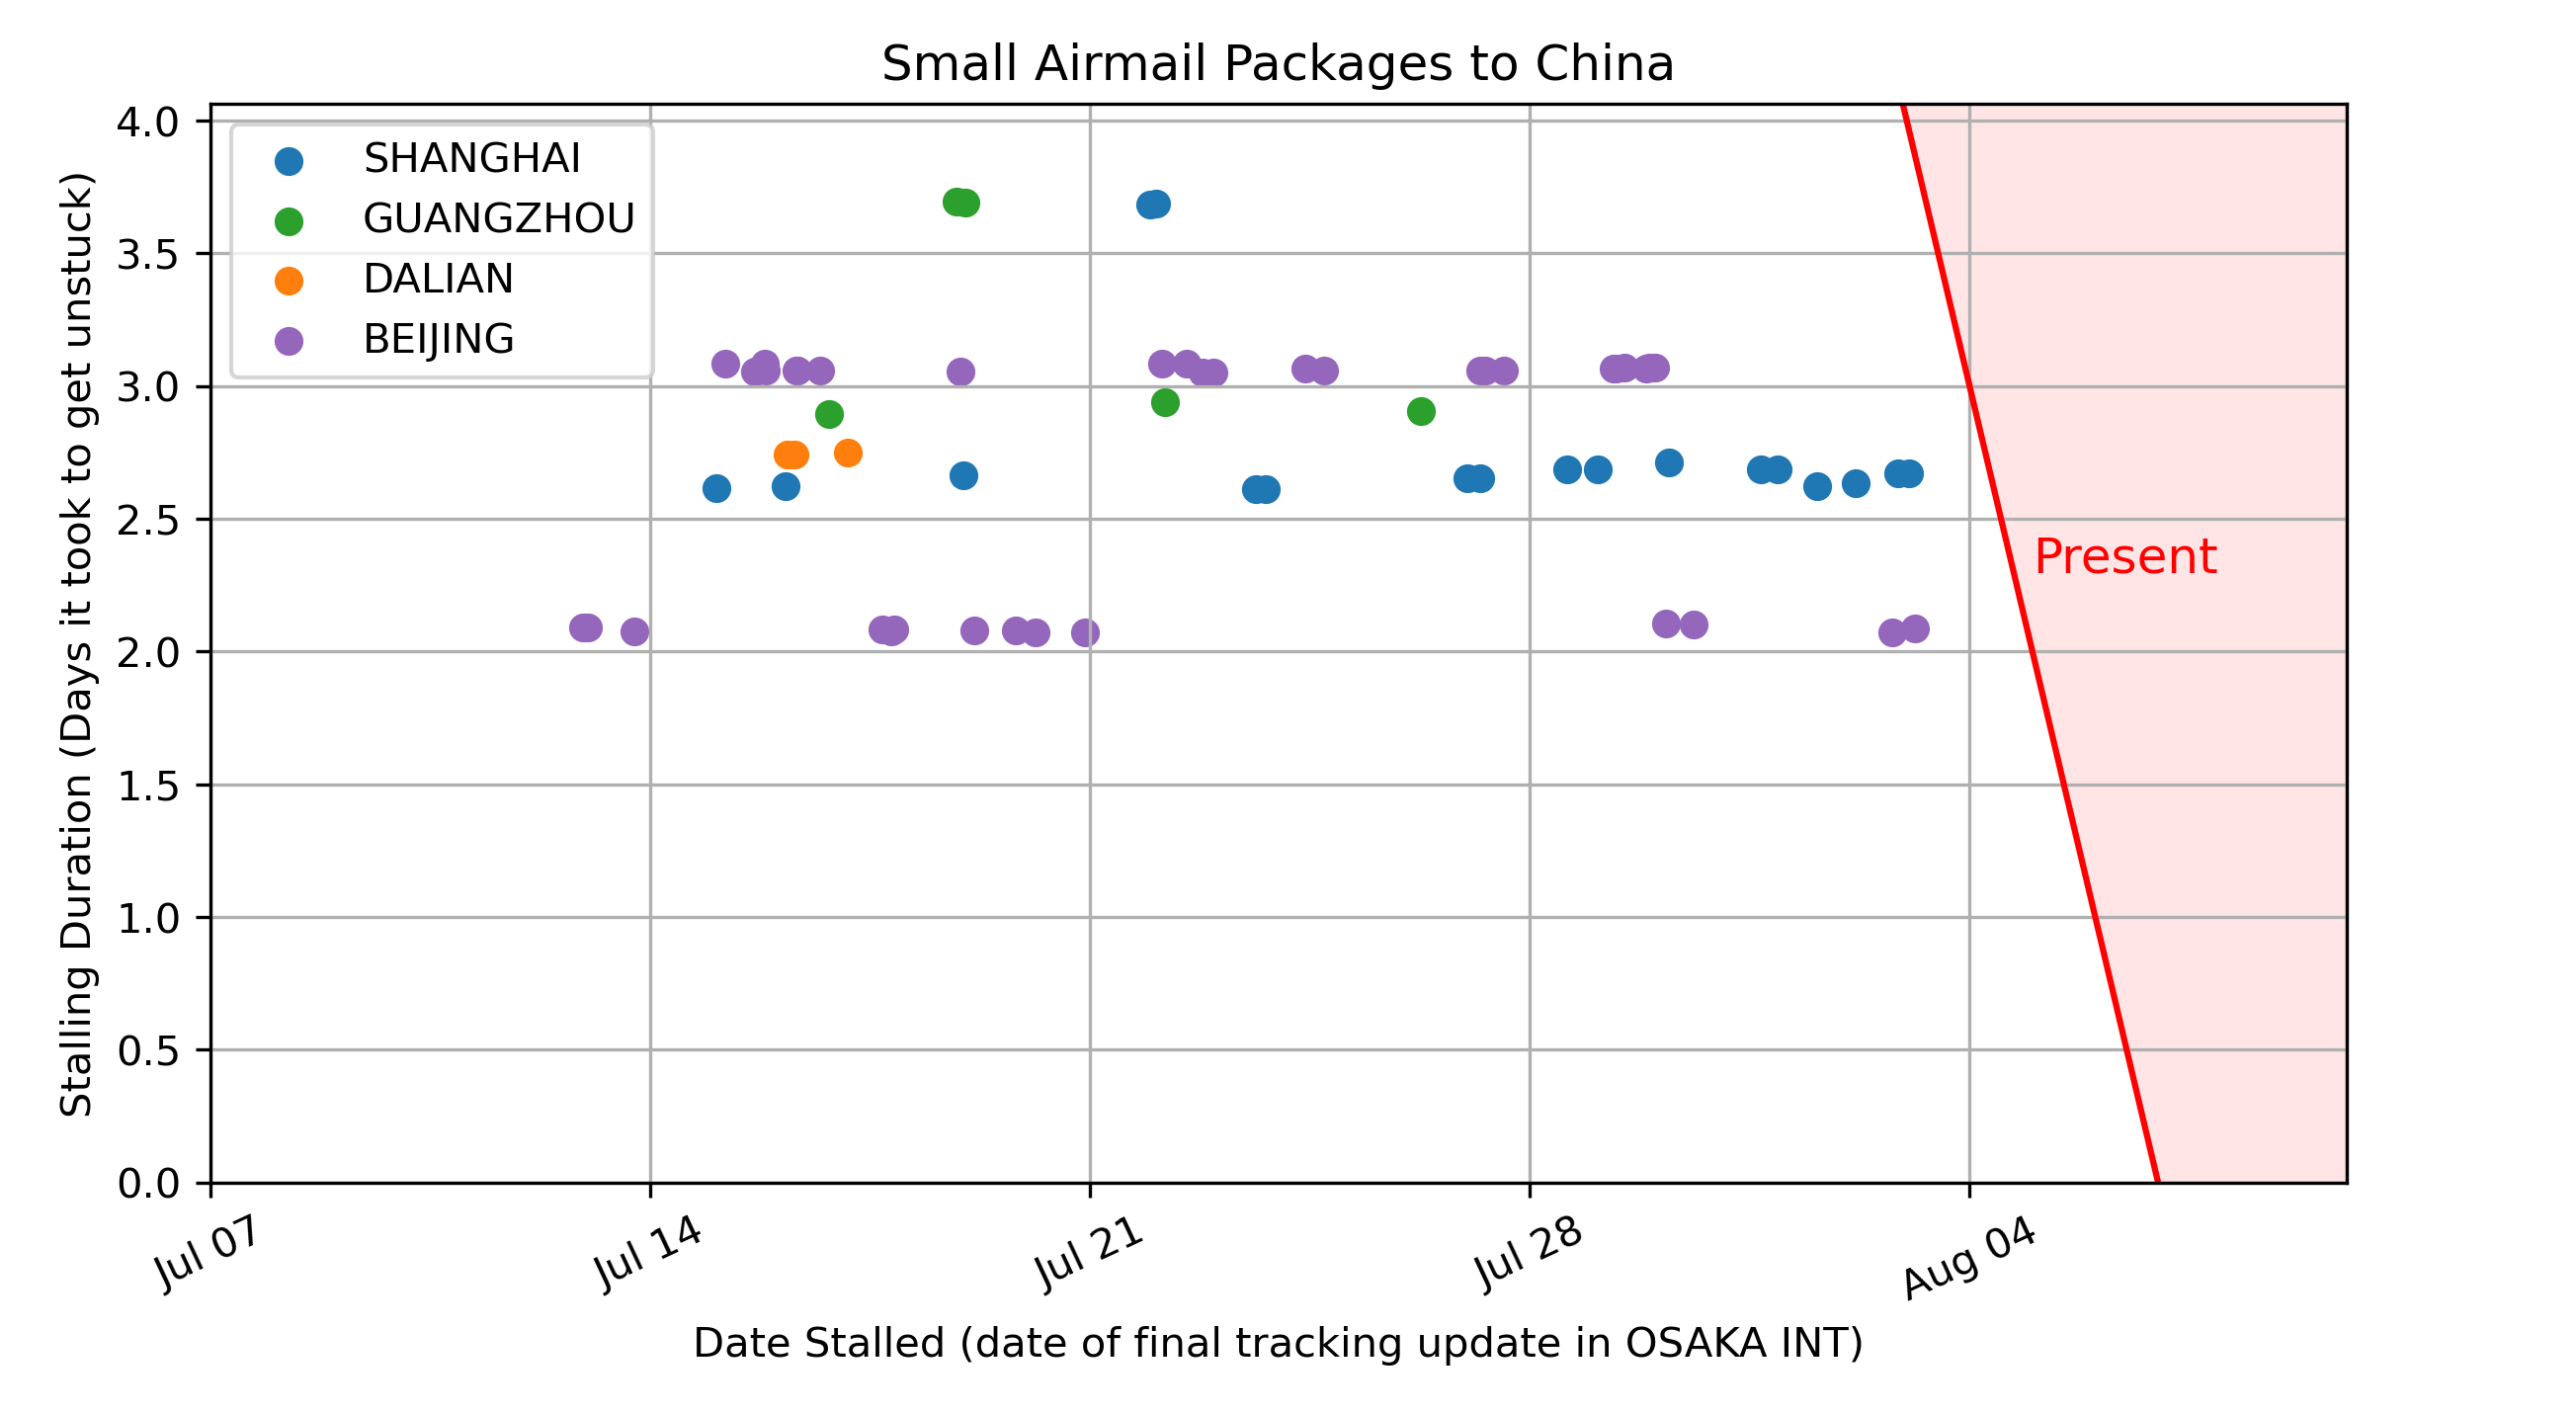 Small Airmail Packages to China
4.0
3.5
3.0
2.5
2.0
1.5
1.0
0.5
0.0
Stalling Duration (Days it took to get unstuck)
SHANGHAI
GUANGZHOU
DALIAN
BEIJING
Present
Jul 07
Jul 14
Jul 21
Jul 28
Aug 04
Date Stalled (date of final tracking update in OSAKA INT)